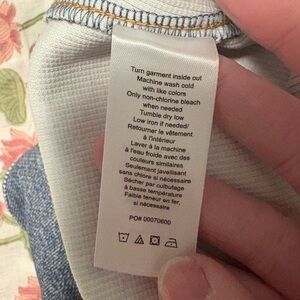 Turn garment inside out
Machine wash cold
with like colors
Only non-chlorine bleach
when needed
Tumble dry low
Low iron if needed/
Retourner le vêtement
à l'intérieur
Laver à la machine
à l'eau froide avec des
couleurs similaires
Seulement javellisant
sans chlore si nécessaire
Sécher par culbutage
à basse température
Faible teneur en fer,
si nécessaire
PO# 00070600